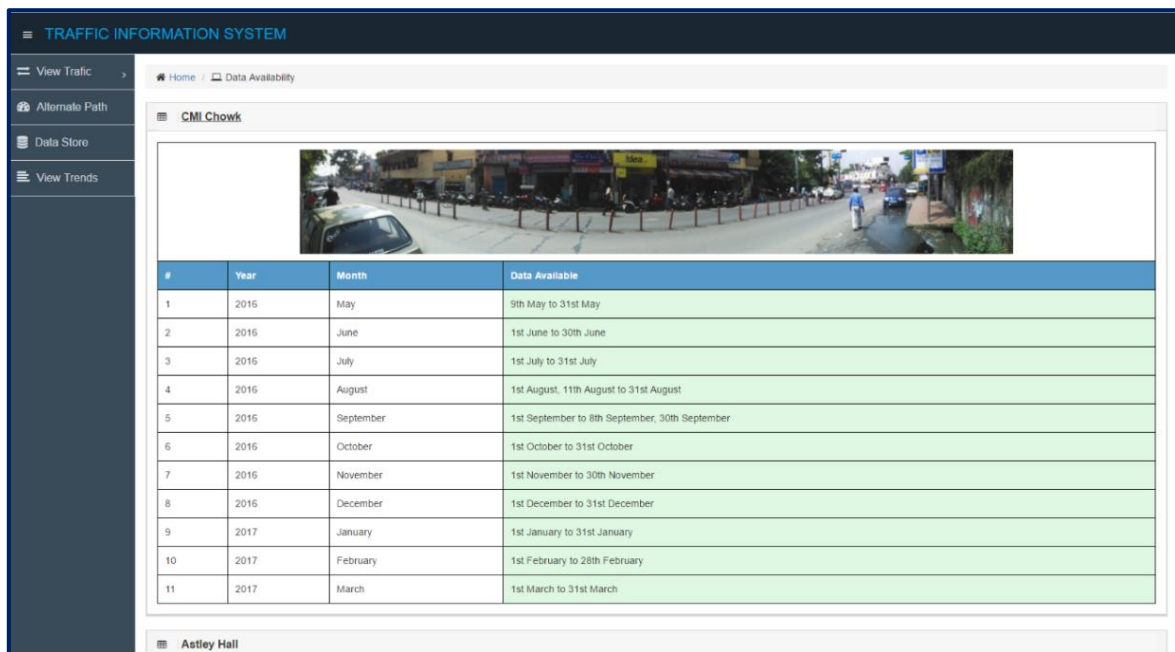 TRAFFIC INFORMATION SYSTEM
View Trafic
Alternate Path
Data Store
View Trends
Home / Data Availability
CMI Chowk
Idea
# Year Month Data Available
1 2016 May 9th May to 31st May
2 2016 June 1st June to 30th June
3 2016 July 1st July to 31st July
4 2016 August 1st August, 11th August to 31st August
5 2016 September 1st September to 8th September, 30th September
6 2016 October 1st October to 31st October
7 2016 November 1st November to 30th November
8 2016 December 1st December to 31st December
9 2017 January 1st January to 31st January
10 2017 February 1st February to 28th February
11 2017 March 1st March to 31st March
Astley Hall